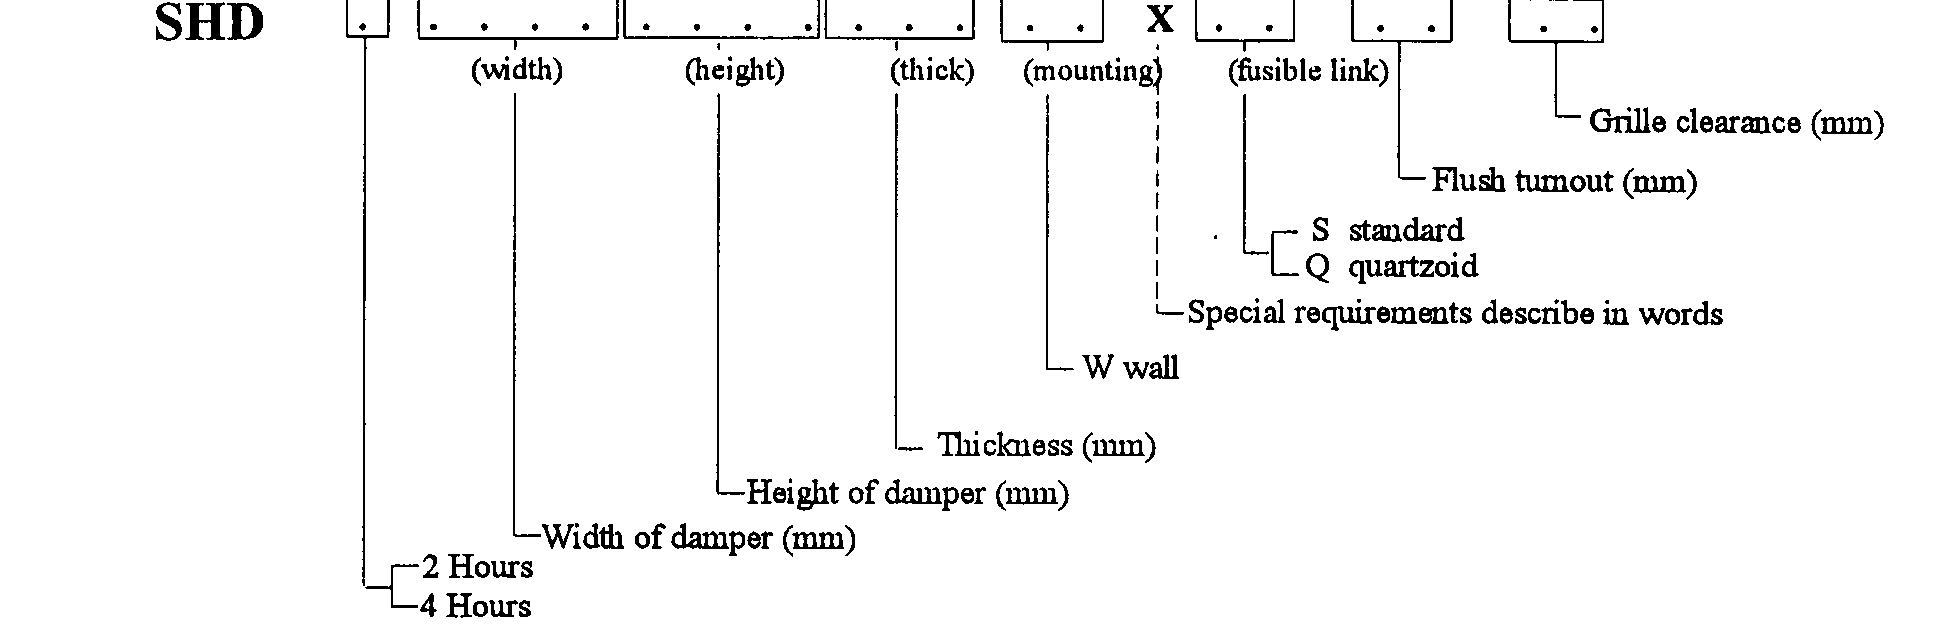 SHD X
(width) (height) (thick) (mounting) (fusible link)
Grille clearance (mm)
Flush turnout (mm)
S standard
Q quartzoid
Special requirements describe in words
W wall
Thickness (mm)
Height of damper (mm)
Width of damper (mm)
2 Hours
4 Hours